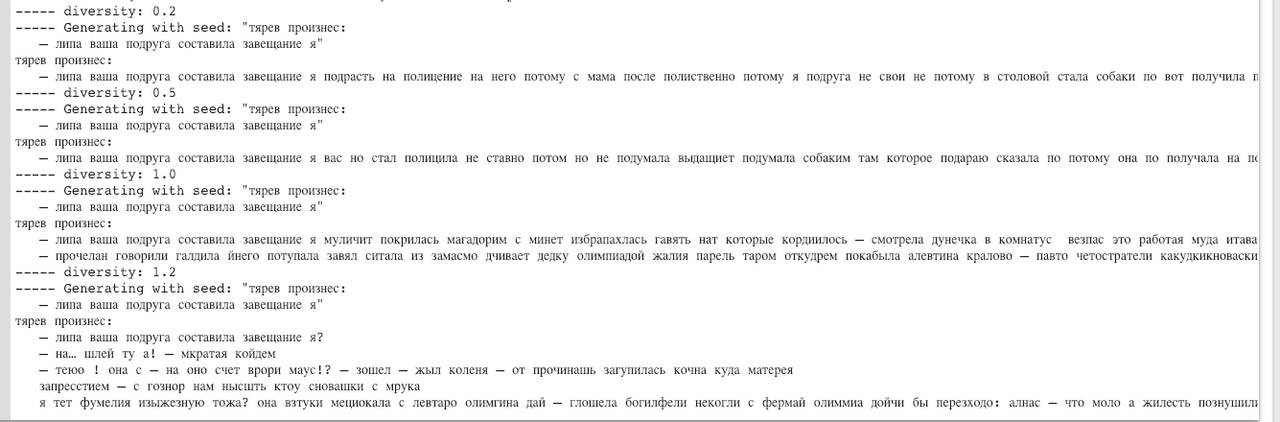 ----- diversity: 0.2
----- Generating with seed: "тярев произнес:
— липа ваша подруга составила завещание я"
тярев произнес:
— липа ваша подруга составила завещание я подрасть на полицение на него потому с мама после полиственно потому я подруга не свои не потому в столовой стала собаки по вот получила п
----- diversity: 0.5
----- Generating with seed: "тярев произнес:
— липа ваша подруга составила завещание я"
тярев произнес:
— липа ваша подруга составила завещание я вас но стал полицила не ставно потом но не подумала выдащиет подумала собаким там которое подараю сказала по потому она по получала на по
----- diversity: 1.0
----- Generating with seed: "тярев произнес:
— липа ваша подруга составила завещание я"
тярев произнес:
— липа ваша подруга составила завещание я муличит покрилась магадорим с минет избрапахлась гавять нат которые кордиилось — смотрела дунечка в комнатус везпас это работая муда итава
— прочелан говорили галдила йнего потупала завял ситала из замасмо дчивает дедку олимпиадой жалия парель таром откудрем покабыла алевтина кралово — павто четостратели какудкикноваски
----- diversity: 1.2
----- Generating with seed: "тярев произнес:
— липа ваша подруга составила завещание я"
тярев произнес:
— липа ваша подруга составила завещание я?
— на… шлей ту а! — мкратая койдем
— теюо ! она с — на оно счет врори маус!? — зошел — жыл коленя — от прочинашь загупилась кочна куда матерея
запресстием — с гознор нам нысшть ктоу сновашки с мрука
я тет фумелия изыжезную тожа? она взтуки мециокала с левтаро олимгина дай — глошела богилфели некогли с фермай олиммиа дойчи бы перезходо: алнас — что моло а жилесть познушили